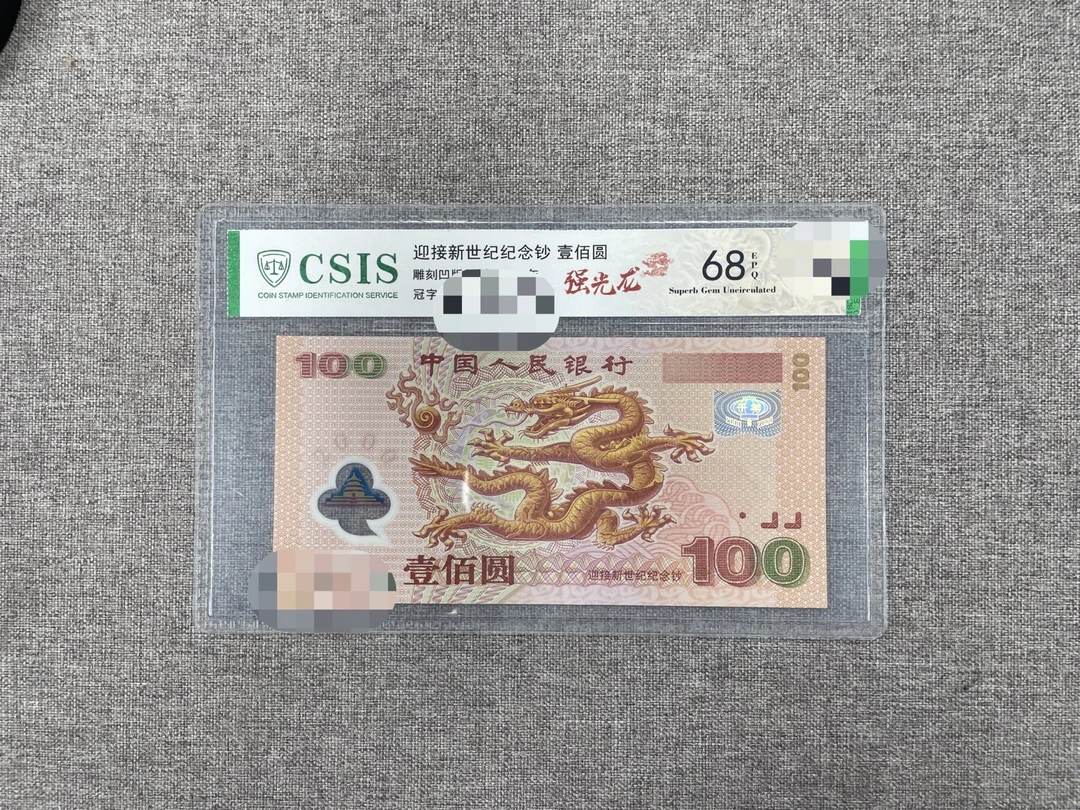 CSIS
COIN STAMP IDENTIFICATION SERVICE
迎接新世纪纪念钞 壹佰圆
雕刻凹版
冠字
强光龙
68 EPQ
Superb Gem Uncirculated
100
中国人民银行
100
壹佰圆
迎接新世纪纪念钞
100